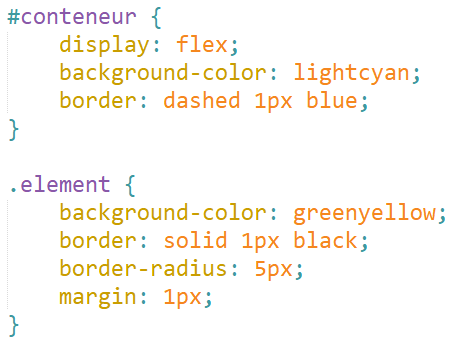 #conteneur {
    display: flex;
    background-color: lightcyan;
    border: dashed 1px blue;
}

.element {
    background-color: greenyellow;
    border: solid 1px black;
    border-radius: 5px;
    margin: 1px;
}